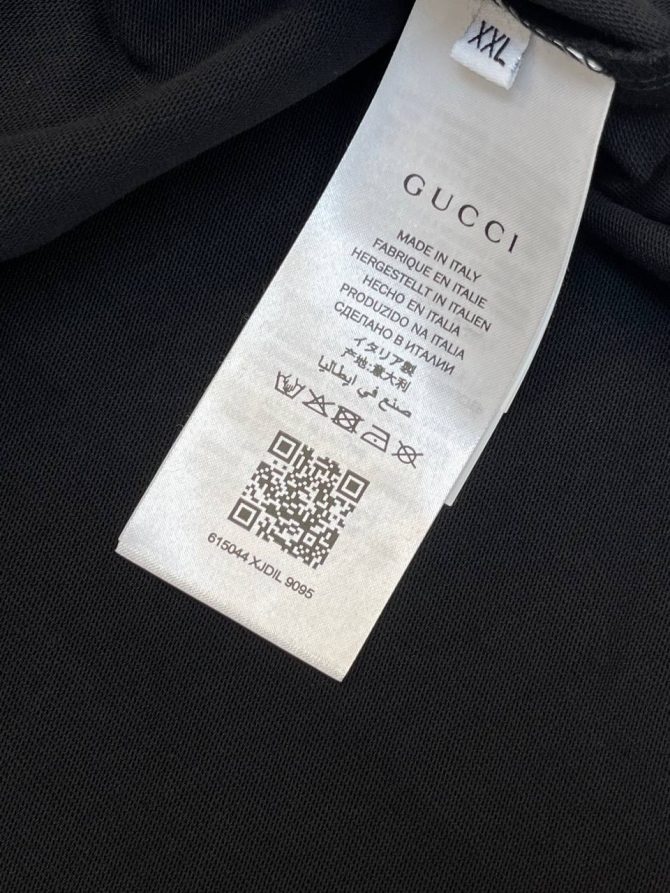 XXL
GUCCI
MADE IN ITALY
FABRIQUE EN ITALIE
HERGESTELLT IN ITALIEN
HECHO EN ITALIA
PRODUZIDO NA ITALIA
СДЕЛАНО В ИТАЛИИ
イタリア製
产地:意大利
صنع في إيطاليا
615044 XJDIL 9095